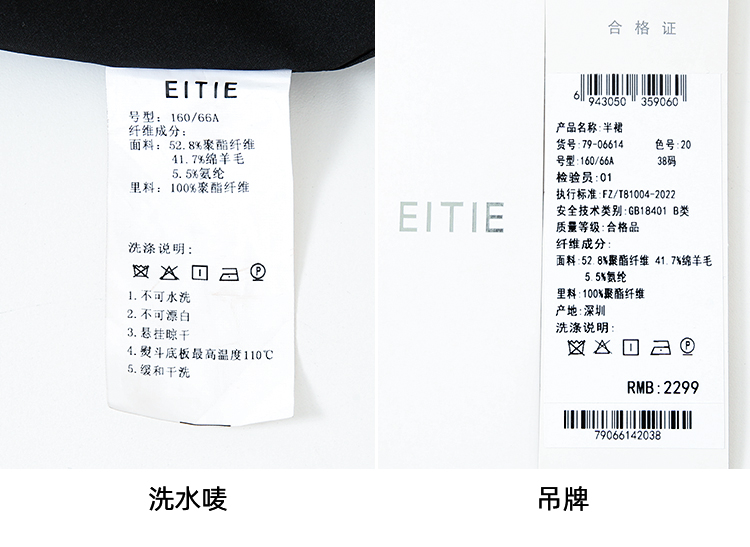 EITIE
号型：160/66A
纤维成分：
面料：52.8%聚酯纤维
41.7%绵羊毛
5.5%氨纶
里料：100%聚酯纤维
洗涤说明：
1.不可水洗
2.不可漂白
3.悬挂晾干
4.熨斗底板最高温度110℃
5.缓和干洗
洗水唛
EITIE
合格证
6 943050 359060
产品名称:半裙
货号:79-06614 色号:20
号型:160/66A 38码
检验员:01
执行标准:FZ/T81004-2022
安全技术类别:GB18401 B类
质量等级:合格品
纤维成分:
面料:52.8%聚酯纤维 41.7%绵羊毛
5.5%氨纶
里料:100%聚酯纤维
产地:深圳
洗涤说明:
RMB:2299
79066142038
吊牌